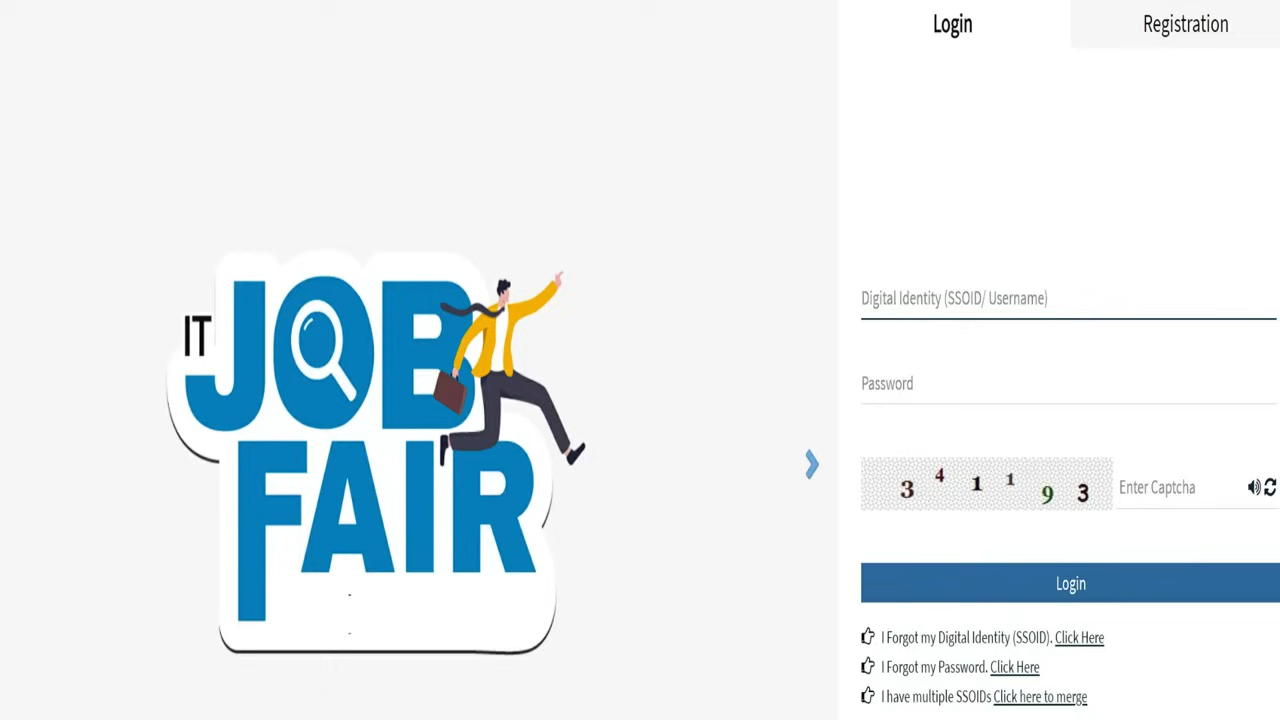 Login
Registration
IT
JOB
FAIR
Digital Identity (SSOID/ Username)
Password
3 4 1 1 9 3
Enter Captcha
Login
I Forgot my Digital Identity (SSOID). Click Here
I Forgot my Password. Click Here
I have multiple SSOIDs Click here to merge